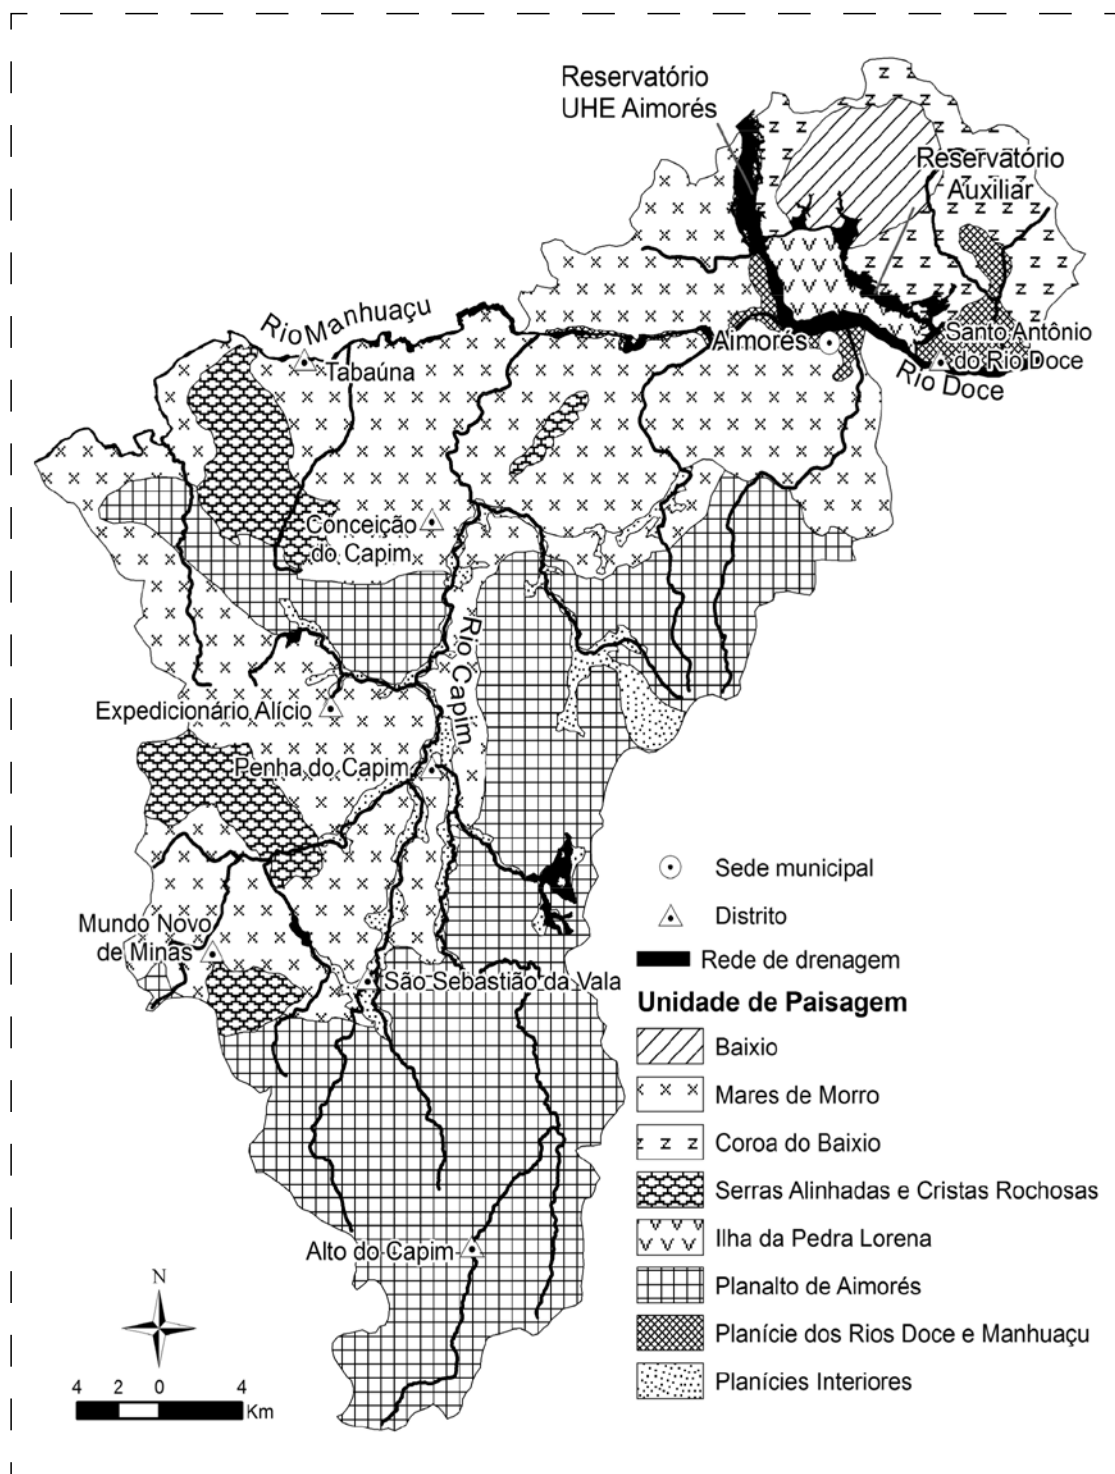 Reservatório
UHE Aimorés
Reservatório
Auxiliar
Rio Manhuaçu
Tabaúna
Aimorés
Santo Antônio
do Rio Doce
Rio Doce
Conceição
do Capim
Rio Capim
Expedicionário Alício
Penha do Capim
Mundo Novo
de Minas
São Sebastião da Vala
Alto do Capim
Sede municipal
Distrito
Rede de drenagem
Unidade de Paisagem
Baixio
Mares de Morro
Coroa do Baixio
Serras Alinhadas e Cristas Rochosas
Ilha da Pedra Lorena
Planalto de Aimorés
Planície dos Rios Doce e Manhuaçu
Planícies Interiores
N
4 2 0 4
Km